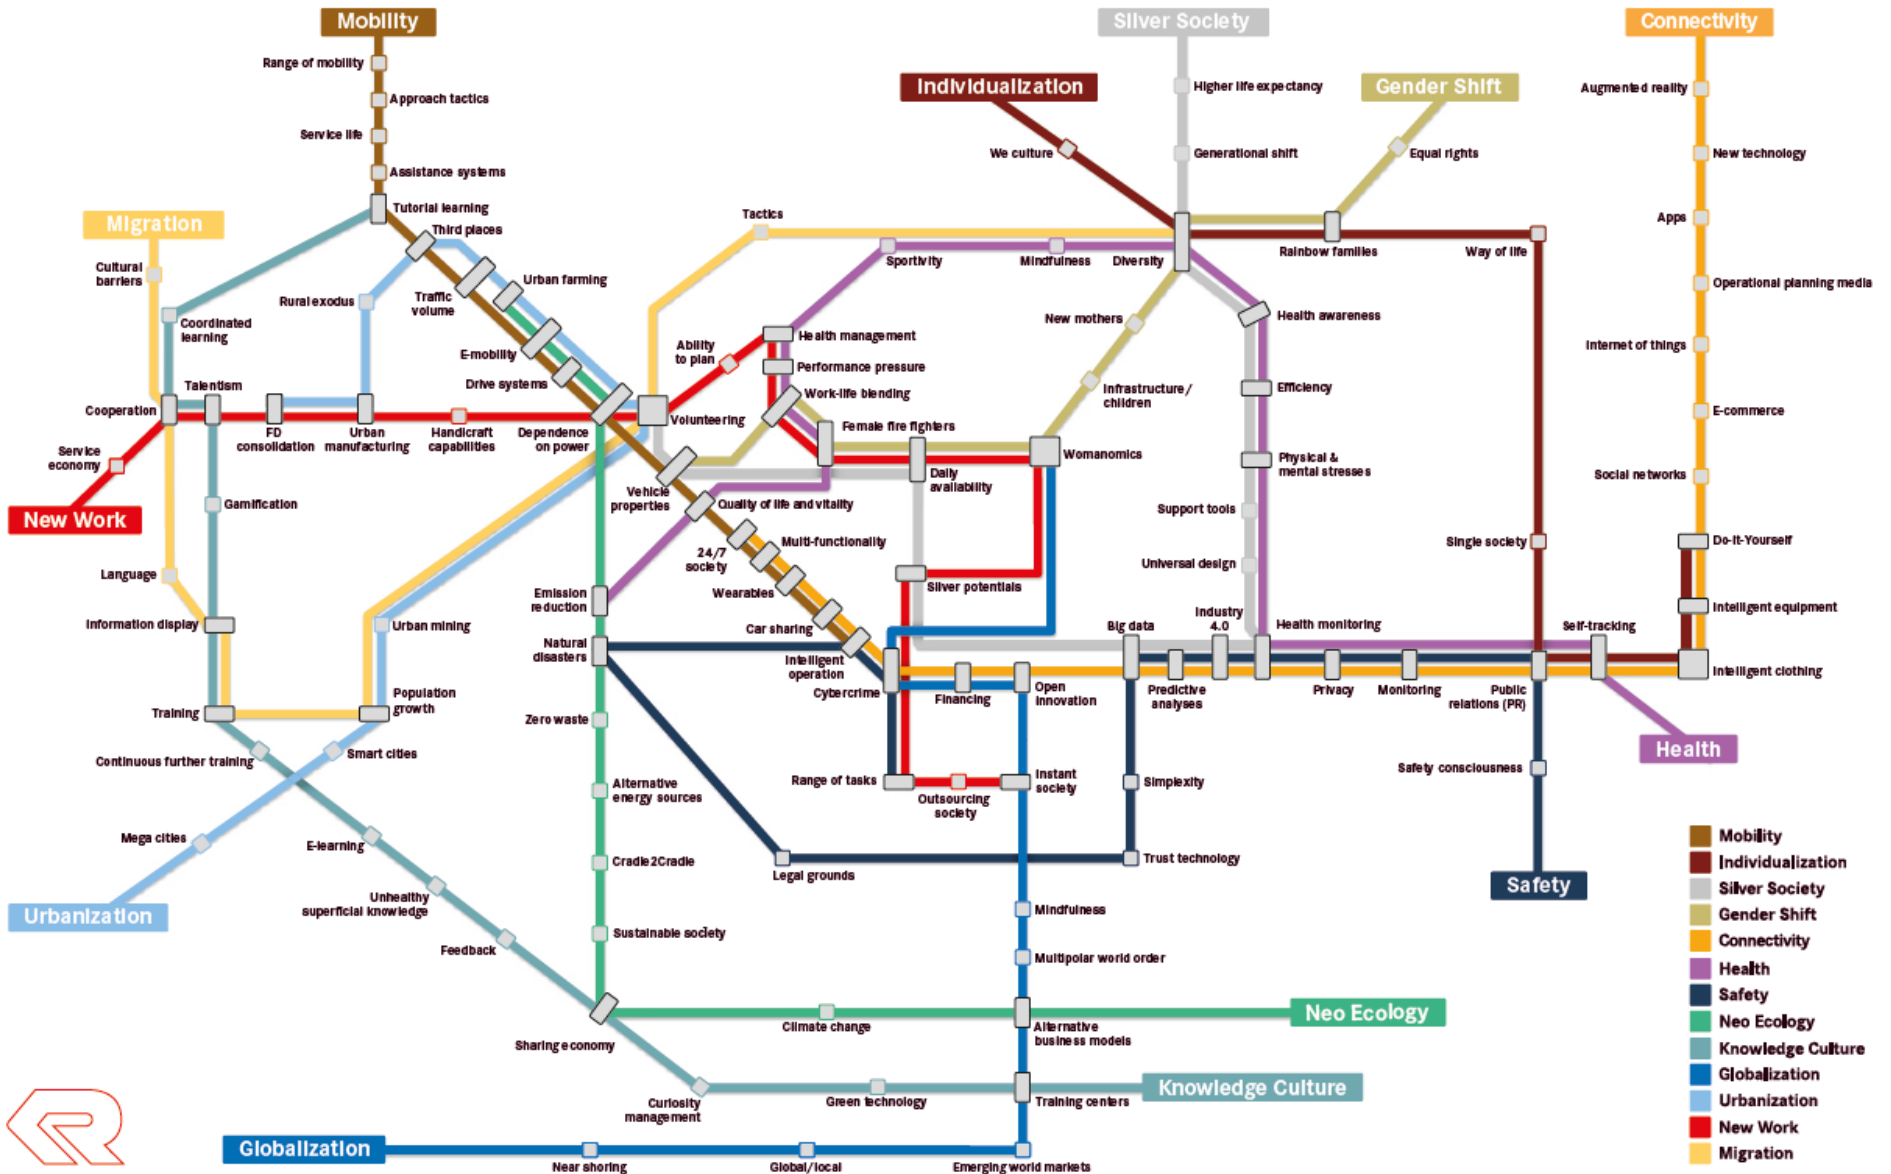 Mobility
Silver Society
Connectivity
Range of mobility
Individualization
Higher life expectancy
Gender Shift
Augmented reality
Approach tactics
Service life
We culture
Generational shift
Equal rights
New technology
Assistance systems
Tutorial learning
Migration
Third places
Tactics
Apps
Cultural
barriers
Sportivity
Mindfulness
Diversity
Rainbow families
Way of life
Urban farming
Operational planning media
Rural exodus
Traffic
volume
Coordinated
learning
New mothers
Health awareness
Ability
to plan
Health management
Internet of things
E-mobility
Performance pressure
Drive systems
Work-life blending
Infrastructure/
children
Efficiency
Talentism
Cooperation
Volunteering
E-commerce
FD
consolidation
Urban
manufacturing
Handicraft
capabilities
Dependence
on power
Female fire fighters
Service
economy
Womanomics
Physical &
mental stresses
Daily
availability
Social networks
Vehicle
properties
Quality of life and vitality
Gamification
Support tools
New Work
24/7
society
Multi-functionality
Single society
Do-It-Yourself
Language
Universal design
Silver potentials
Emission
reduction
Wearables
Intelligent equipment
Information display
Urban mining
Car sharing
Big data
Industry
4.0
Health monitoring
Self-tracking
Natural
disasters
Intelligent
operation
Cybercrime
Financing
Open
innovation
Predictive
analyses
Privacy
Monitoring
Public
relations (PR)
Intelligent clothing
Training
Population
growth
Zero waste
Continuous further training
Smart cities
Health
Safety consciousness
Alternative
energy sources
Range of tasks
Outsourcing
society
Instant
society
Simplexity
Mega cities
E-learning
Cradle2Cradle
Legal grounds
Trust technology
Safety
Unhealthy
superficial knowledge
Urbanization
Mindfulness
Feedback
Sustainable society
Multipolar world order
Climate change
Alternative
business models
Neo Ecology
Sharing economy
Curiosity
management
Green technology
Training centers
Knowledge Culture
Globalization
Near shoring
Global/local
Emerging world markets
Mobility
Individualization
Silver Society
Gender Shift
Connectivity
Health
Safety
Neo Ecology
Knowledge Culture
Globalization
Urbanization
New Work
Migration